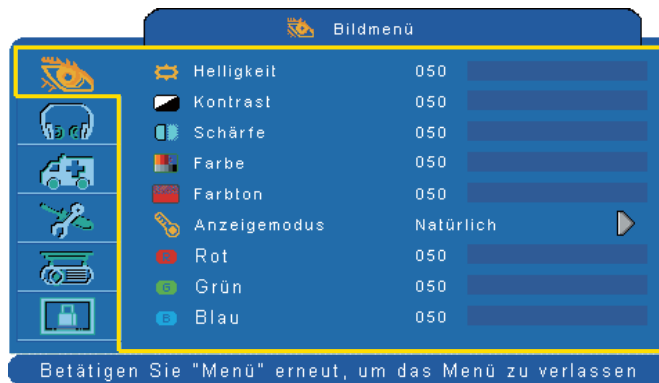 Bildmenü
Helligkeit 050
Kontrast 050
Schärfe 050
Farbe 050
Farbton 050
Anzeigemodus Natürlich
Rot 050
G Grün 050
B Blau 050
Betätigen Sie "Menü" erneut, um das Menü zu verlassen